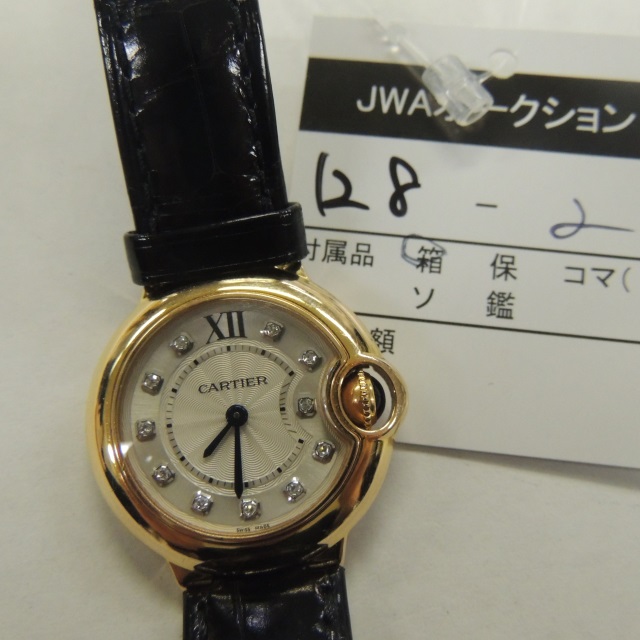 XII
CARTIER
SWISS MADE
JWAオークション
128 - 2
付属品 箱 保 コマ(
ソ 鑑
額